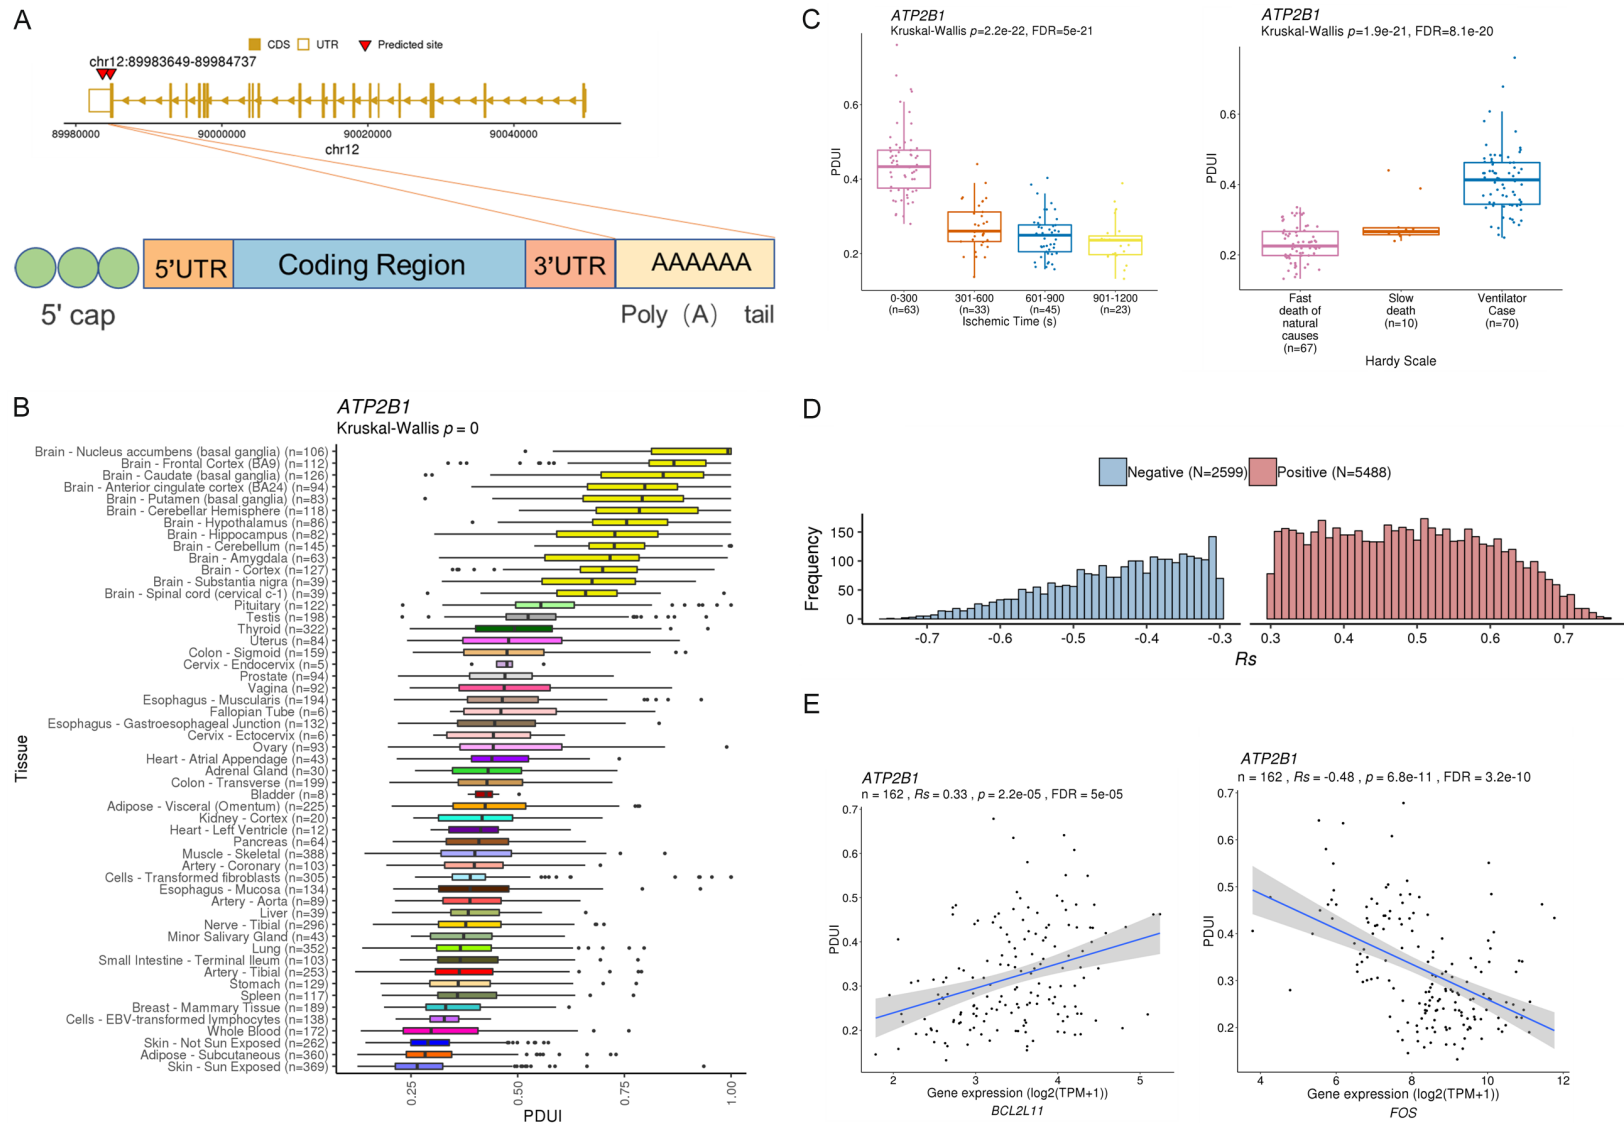 A
CDS UTR Predicted site
chr12:89983649-89984737
89980000 90000000 90020000 90040000
chr12
5'UTR Coding Region 3'UTR AAAAAA
5' cap Poly（A） tail
B
ATP2B1
Kruskal-Wallis p = 0
Tissue
Brain - Nucleus accumbens (basal ganglia) (n=106)
Brain - Frontal Cortex (BA9) (n=112)
Brain - Caudate (basal ganglia) (n=126)
Brain - Anterior cingulate cortex (BA24) (n=94)
Brain - Putamen (basal ganglia) (n=83)
Brain - Cerebellar Hemisphere (n=118)
Brain - Hypothalamus (n=86)
Brain - Hippocampus (n=82)
Brain - Cerebellum (n=145)
Brain - Amygdala (n=63)
Brain - Cortex (n=127)
Brain - Substantia nigra (n=39)
Brain - Spinal cord (cervical c-1) (n=39)
Pituitary (n=122)
Testis (n=198)
Thyroid (n=322)
Uterus (n=84)
Colon - Sigmoid (n=159)
Cervix - Endocervix (n=5)
Prostate (n=94)
Vagina (n=92)
Esophagus - Muscularis (n=194)
Fallopian Tube (n=6)
Esophagus - Gastroesophageal Junction (n=132)
Cervix - Ectocervix (n=6)
Ovary (n=93)
Heart - Atrial Appendage (n=43)
Adrenal Gland (n=30)
Colon - Transverse (n=199)
Bladder (n=8)
Adipose - Visceral (Omentum) (n=225)
Kidney - Cortex (n=20)
Heart - Left Ventricle (n=12)
Pancreas (n=64)
Muscle - Skeletal (n=388)
Artery - Coronary (n=103)
Cells - Transformed fibroblasts (n=305)
Esophagus - Mucosa (n=134)
Artery - Aorta (n=89)
Liver (n=39)
Nerve - Tibial (n=296)
Minor Salivary Gland (n=43)
Lung (n=352)
Small Intestine - Terminal Ileum (n=103)
Artery - Tibial (n=253)
Stomach (n=129)
Spleen (n=117)
Breast - Mammary Tissue (n=189)
Cells - EBV-transformed lymphocytes (n=138)
Whole Blood (n=172)
Skin - Not Sun Exposed (n=262)
Adipose - Subcutaneous (n=360)
Skin - Sun Exposed (n=369)
0.25 0.50 0.75 1.00
PDUI
C
ATP2B1
Kruskal-Wallis p=2.2e-22, FDR=5e-21
PDUI
0.6
0.4
0.2
0-300 301-600 601-900 901-1200
(n=63) (n=33) (n=45) (n=23)
Ischemic Time (s)
ATP2B1
Kruskal-Wallis p=1.9e-21, FDR=8.1e-20
PDUI
0.6
0.4
0.2
Fast death of natural causes (n=67)
Slow death (n=10)
Ventilator Case (n=70)
Hardy Scale
D
Negative (N=2599) Positive (N=5488)
Frequency
150
100
50
0
-0.7 -0.6 -0.5 -0.4 -0.3 0.3 0.4 0.5 0.6 0.7
Rs
E
ATP2B1
n = 162 , Rs = 0.33 , p = 2.2e-05 , FDR = 5e-05
PDUI
0.7
0.6
0.5
0.4
0.3
0.2
2 3 4 5
Gene expression (log2(TPM+1))
BCL2L11
ATP2B1
n = 162 , Rs = -0.48 , p = 6.8e-11 , FDR = 3.2e-10
PDUI
0.7
0.6
0.5
0.4
0.3
0.2
4 6 8 10 12
Gene expression (log2(TPM+1))
FOS